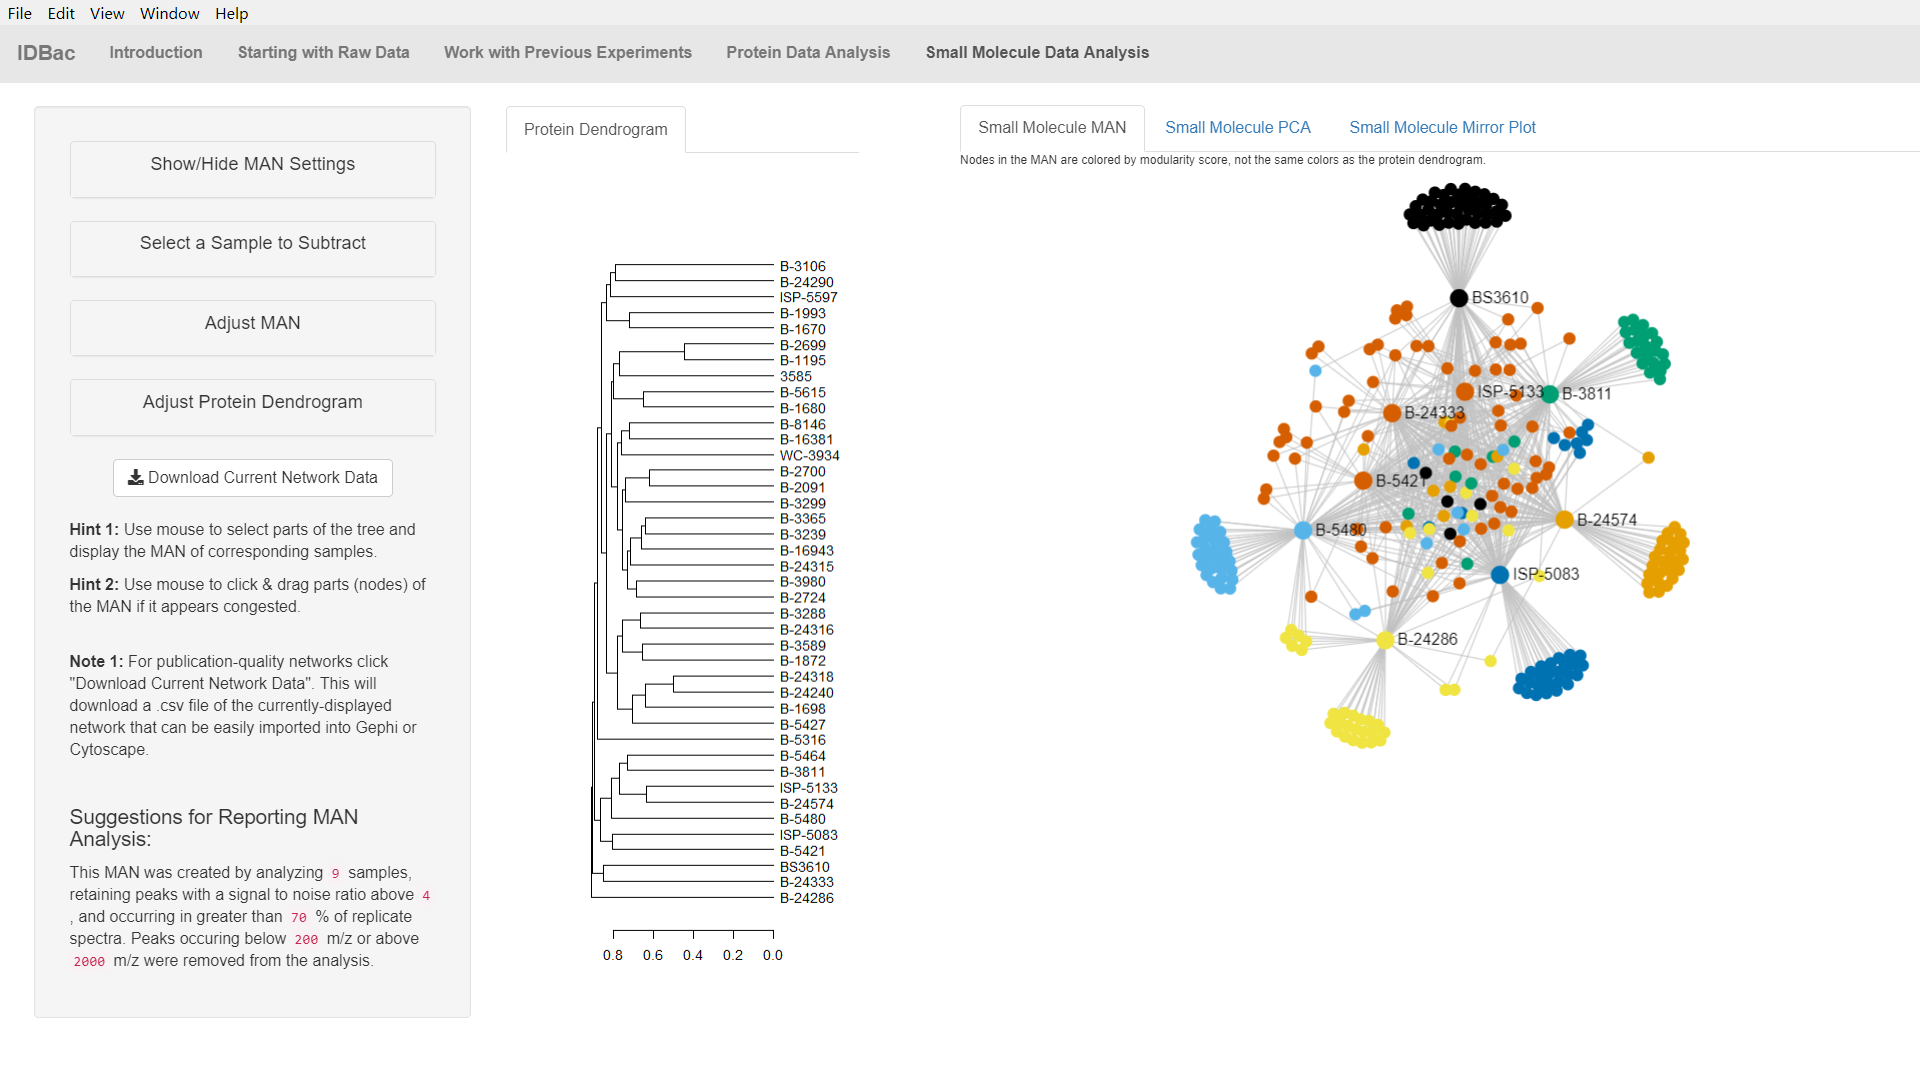 File Edit View Window Help
IDBac Introduction Starting with Raw Data Work with Previous Experiments Protein Data Analysis Small Molecule Data Analysis
Show/Hide MAN Settings
Select a Sample to Subtract
Adjust MAN
Adjust Protein Dendrogram
Download Current Network Data
Hint 1: Use mouse to select parts of the tree and
display the MAN of corresponding samples.
Hint 2: Use mouse to click & drag parts (nodes) of
the MAN if it appears congested.
Note 1: For publication-quality networks click
"Download Current Network Data". This will
download a .csv file of the currently-displayed
network that can be easily imported into Gephi or
Cytoscape.
Suggestions for Reporting MAN
Analysis:
This MAN was created by analyzing 9 samples,
retaining peaks with a signal to noise ratio above 4
, and occurring in greater than 70 % of replicate
spectra. Peaks occuring below 200 m/z or above
2000 m/z were removed from the analysis.
Protein Dendrogram
B-3106
B-24290
ISP-5597
B-1993
B-1670
B-2699
B-1195
3585
B-5615
B-1680
B-8146
B-16381
WC-3934
B-2700
B-2091
B-3299
B-3365
B-3239
B-16943
B-24315
B-3980
B-2724
B-3288
B-24316
B-3589
B-1872
B-24318
B-24240
B-1698
B-5427
B-5316
B-5464
B-3811
ISP-5133
B-24574
B-5480
ISP-5083
B-5421
BS3610
B-24333
B-24286
0.8 0.6 0.4 0.2 0.0
Small Molecule MAN Small Molecule PCA Small Molecule Mirror Plot
Nodes in the MAN are colored by modularity score, not the same colors as the protein dendrogram.
BS3610
ISP-5133
B-3811
B-24333
B-5421
B-24574
B-5480
ISP-5083
B-24286